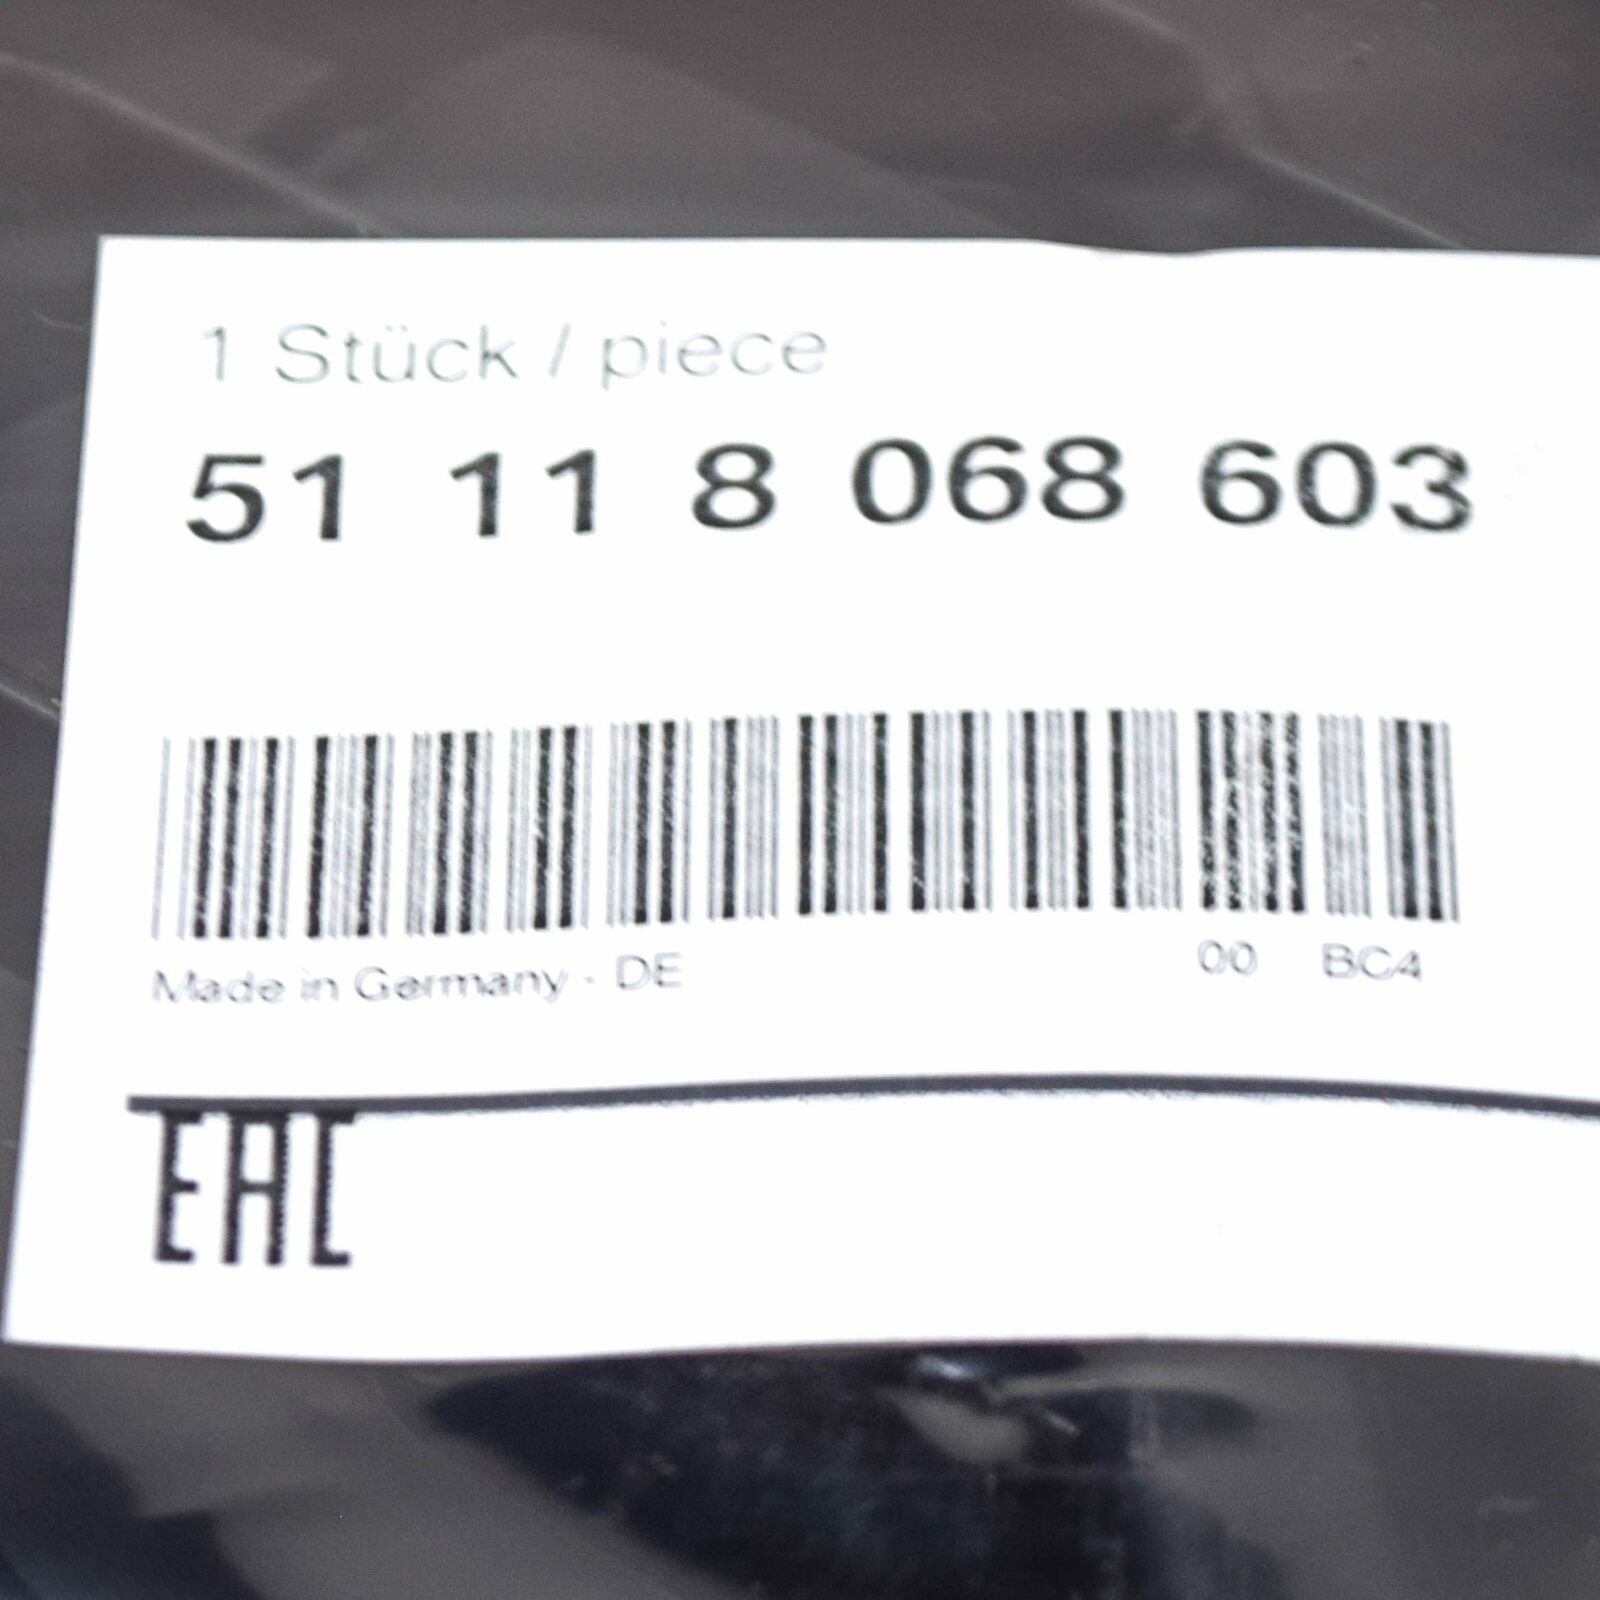 1 Stück / piece
51 11 8 068 603
Made in Germany - DE 00 BC4
EAC